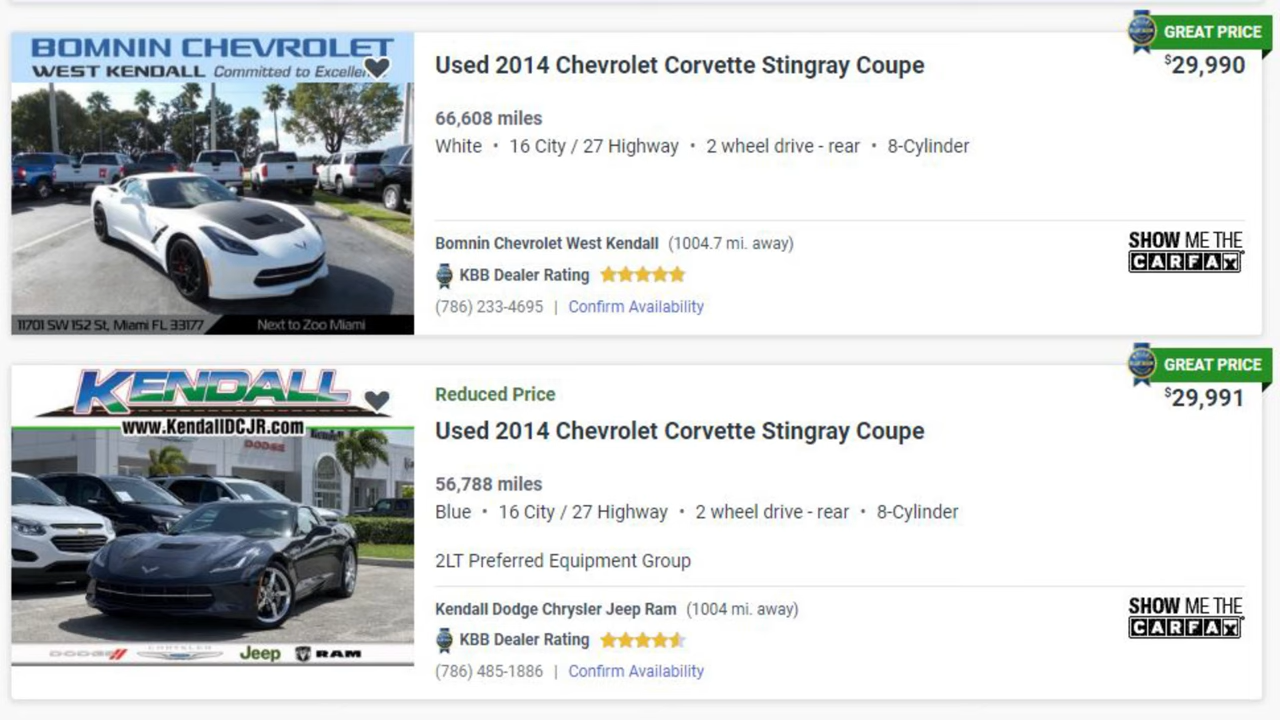 BOMNIN CHEVROLET
WEST KENDALL Committed to Excellen
11701 SW 152 St, Miami FL 33177 Next to Zoo Miami
GREAT PRICE
$29,990
Used 2014 Chevrolet Corvette Stingray Coupe
66,608 miles
White • 16 City / 27 Highway • 2 wheel drive - rear • 8-Cylinder
Bomnin Chevrolet West Kendall (1004.7 mi. away)
KBB Dealer Rating
(786) 233-4695 | Confirm Availability
SHOW ME THE
CARFAX
KENDALL
www.KendallDCJR.com
Kendall
DODGE
DODGE CHRYSLER Jeep RAM
GREAT PRICE
$29,991
Reduced Price
Used 2014 Chevrolet Corvette Stingray Coupe
56,788 miles
Blue • 16 City / 27 Highway • 2 wheel drive - rear • 8-Cylinder
2LT Preferred Equipment Group
Kendall Dodge Chrysler Jeep Ram (1004 mi. away)
KBB Dealer Rating
(786) 485-1886 | Confirm Availability
SHOW ME THE
CARFAX